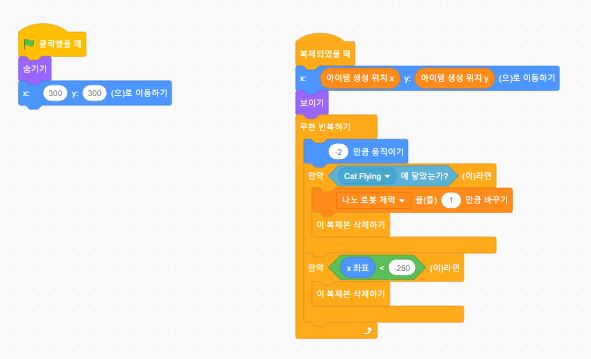 클릭했을 때
숨기기
x: 300 y: 300 (으)로 이동하기
복제되었을 때
x: 아이템 생성 위치 x y: 아이템 생성 위치 y (으)로 이동하기
보이기
무한 반복하기
-2 만큼 움직이기
만약 Cat Flying 에 닿았는가? (이)라면
나노 로봇 체력 을(를) 1 만큼 바꾸기
이 복제본 삭제하기
만약 x 좌표 < -250 (이)라면
이 복제본 삭제하기